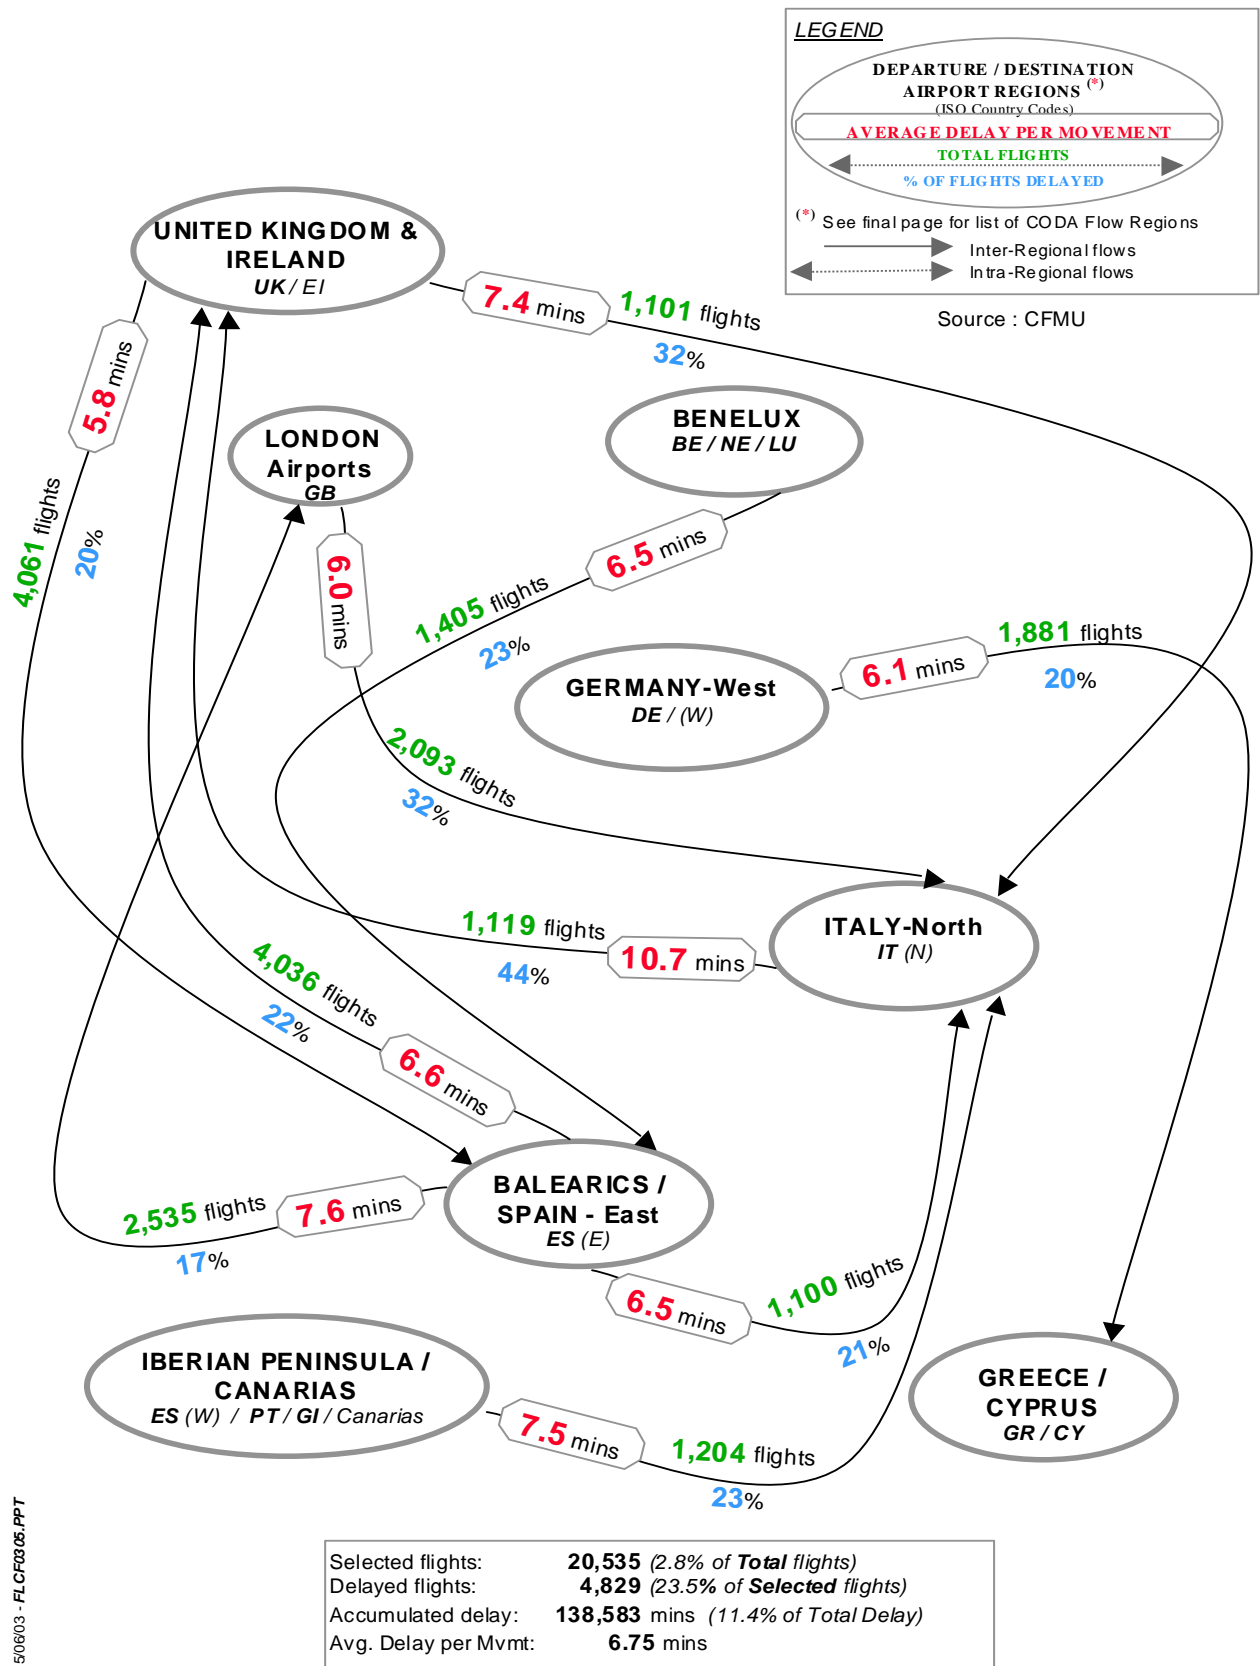 LEGEND
DEPARTURE / DESTINATION
AIRPORT REGIONS (*)
(ISO Country Codes)
AVERAGE DELAY PER MOVEMENT
TOTAL FLIGHTS
% OF FLIGHTS DELAYED
(*) See final page for list of CODA Flow Regions
Inter-Regional flows
Intra-Regional flows
Source : CFMU
UNITED KINGDOM &
IRELAND
UK / EI
7.4 mins
1,101 flights
32%
5.8 mins
4,061 flights
20%
LONDON
Airports
GB
BENELUX
BE / NE / LU
6.0 mins
6.5 mins
1,405 flights
23%
GERMANY-West
DE / (W)
6.1 mins
1,881 flights
20%
2,093 flights
32%
ITALY-North
IT (N)
1,119 flights
10.7 mins
44%
4,036 flights
22%
6.6 mins
BALEARICS /
SPAIN - East
ES (E)
2,535 flights
7.6 mins
17%
6.5 mins
1,100 flights
21%
IBERIAN PENINSULA /
CANARIAS
ES (W) / PT / GI / Canarias
7.5 mins
1,204 flights
23%
GREECE /
CYPRUS
GR / CY
Selected flights: 20,535 (2.8% of Total flights)
Delayed flights: 4,829 (23.5% of Selected flights)
Accumulated delay: 138,583 mins (11.4% of Total Delay)
Avg. Delay per Mvmt: 6.75 mins
5/06/03 - FLCF0305.PPT